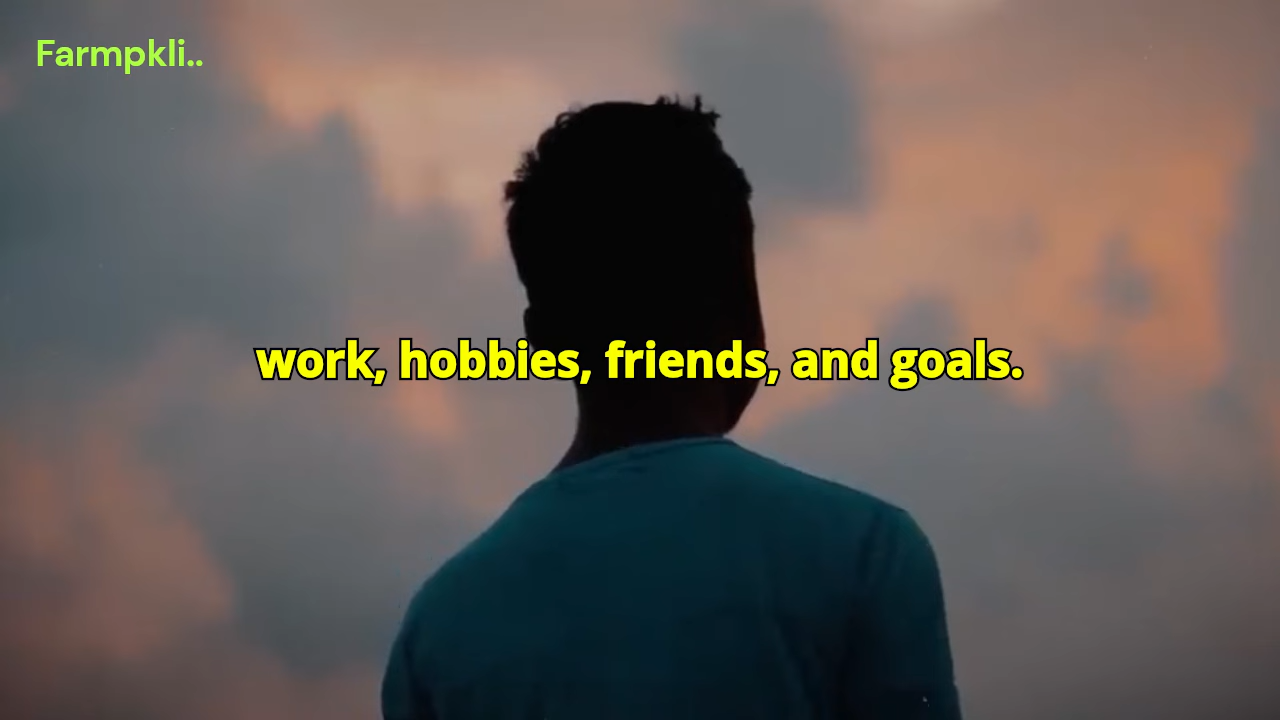 Farmpkli..
work, hobbies, friends, and goals.